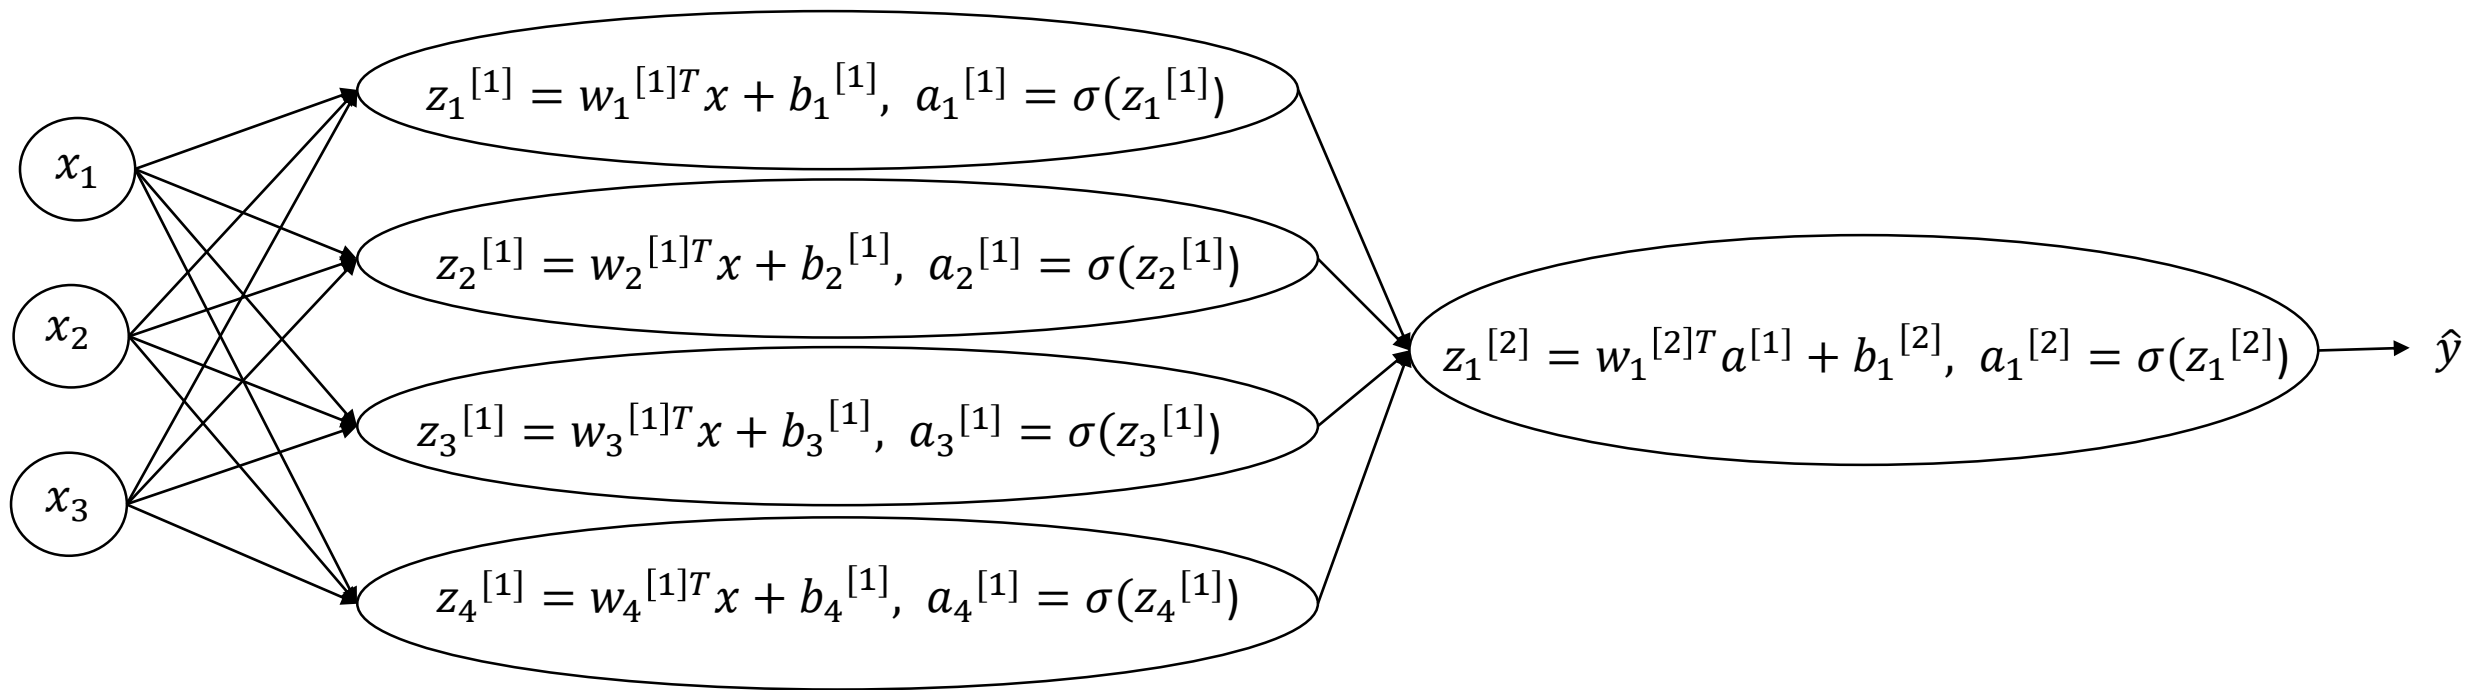 x₁
x₂
x₃
z₁^[1] = w₁^[1]T x + b₁^[1], a₁^[1] = σ(z₁^[1])
z₂^[1] = w₂^[1]T x + b₂^[1], a₂^[1] = σ(z₂^[1])
z₃^[1] = w₃^[1]T x + b₃^[1], a₃^[1] = σ(z₃^[1])
z₄^[1] = w₄^[1]T x + b₄^[1], a₄^[1] = σ(z₄^[1])
z₁^[2] = w₁^[2]T a^[1] + b₁^[2], a₁^[2] = σ(z₁^[2])
ŷ